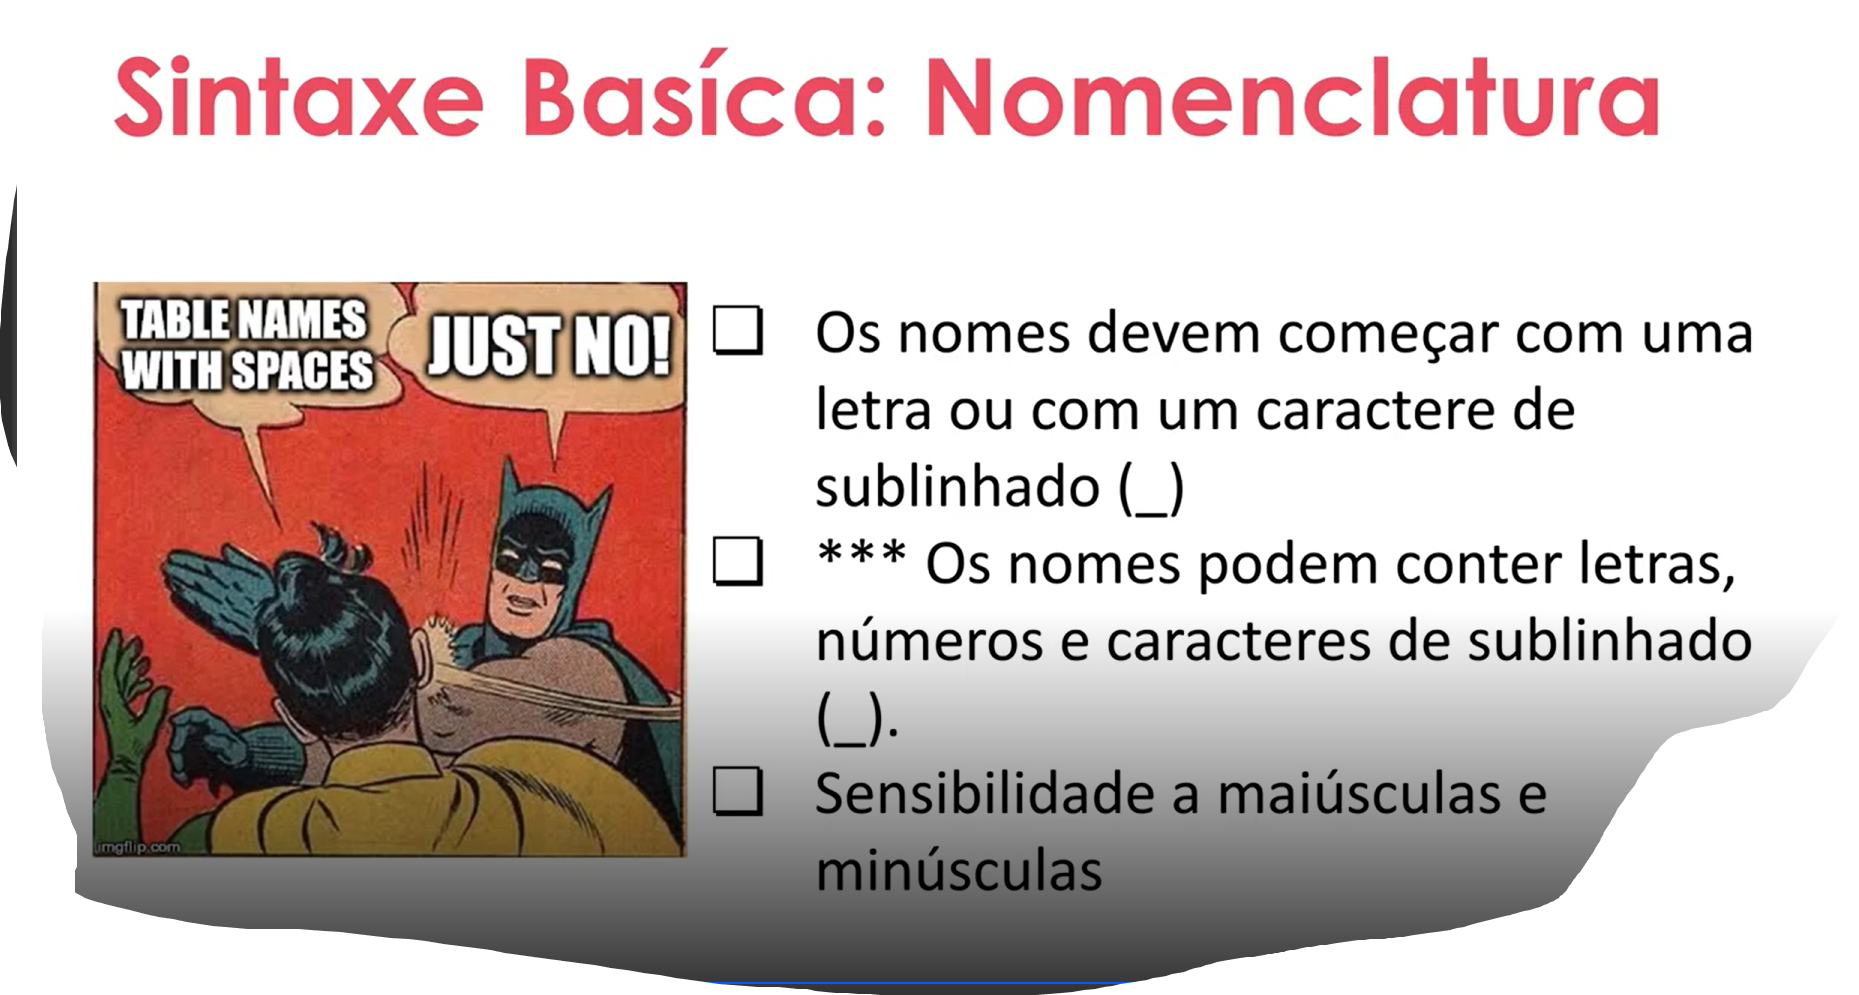 Sintaxe Basíca: Nomenclatura
TABLE NAMES
WITH SPACES
JUST NO!
imgflip.com
Os nomes devem começar com uma
letra ou com um caractere de
sublinhado (_)
*** Os nomes podem conter letras,
números e caracteres de sublinhado
(_).
Sensibilidade a maiúsculas e
minúsculas